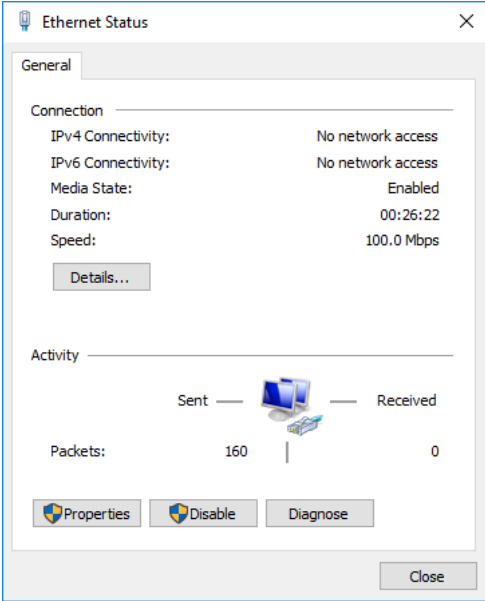 Ethernet Status
General
Connection
IPv4 Connectivity: No network access
IPv6 Connectivity: No network access
Media State: Enabled
Duration: 00:26:22
Speed: 100.0 Mbps
Details...
Activity
Sent Received
Packets: 160 0
Properties Disable Diagnose
Close